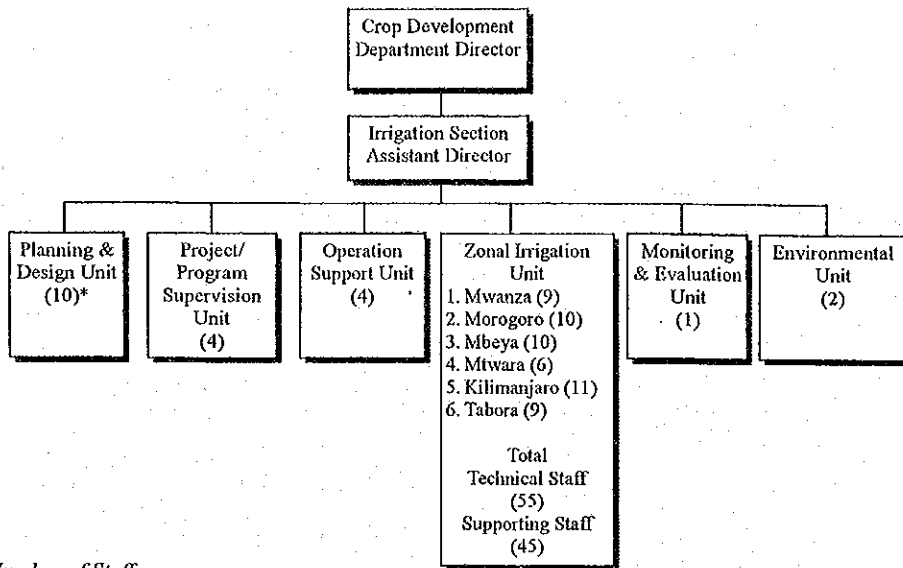 Crop Development
Department Director
Irrigation Section
Assistant Director
Planning &
Design Unit
(10)*
Project/
Program
Supervision
Unit
(4)
Operation
Support Unit
(4)
Zonal Irrigation
Unit
1. Mwanza (9)
2. Morogoro (10)
3. Mbeya (10)
4. Mtwara (6)
5. Kilimanjaro (11)
6. Tabora (9)
Total
Technical Staff
(55)
Supporting Staff
(45)
Monitoring
& Evaluation
Unit
(1)
Environmental
Unit
(2)
of Staff